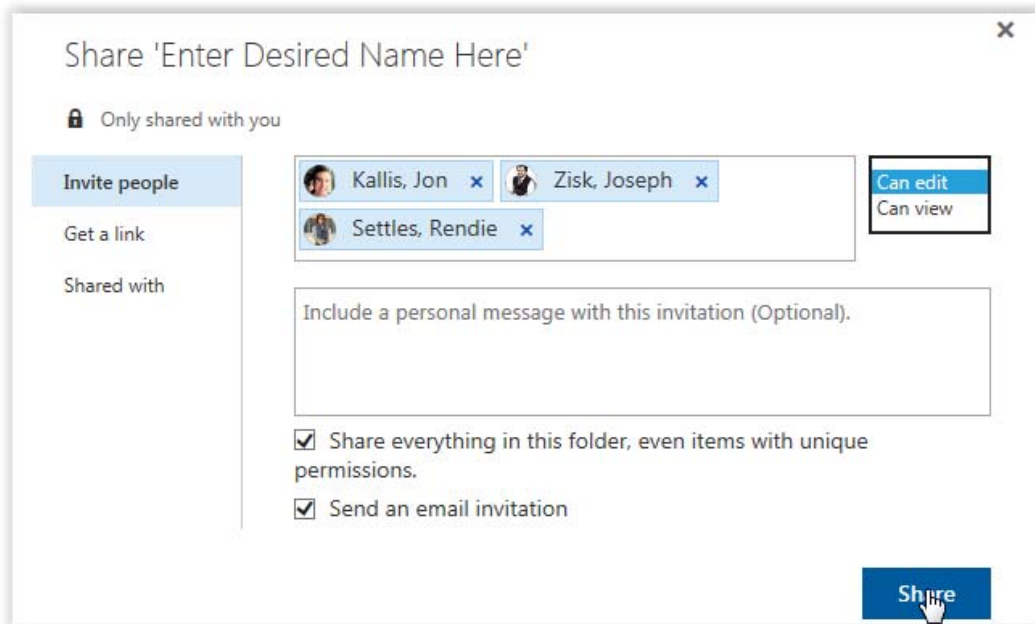 Share 'Enter Desired Name Here'
Only shared with you
Invite people
Get a link
Shared with
Kallis, Jon × Zisk, Joseph ×
Settles, Rendie ×
Can edit
Can view
Include a personal message with this invitation (Optional).
Share everything in this folder, even items with unique
permissions.
Send an email invitation
Share